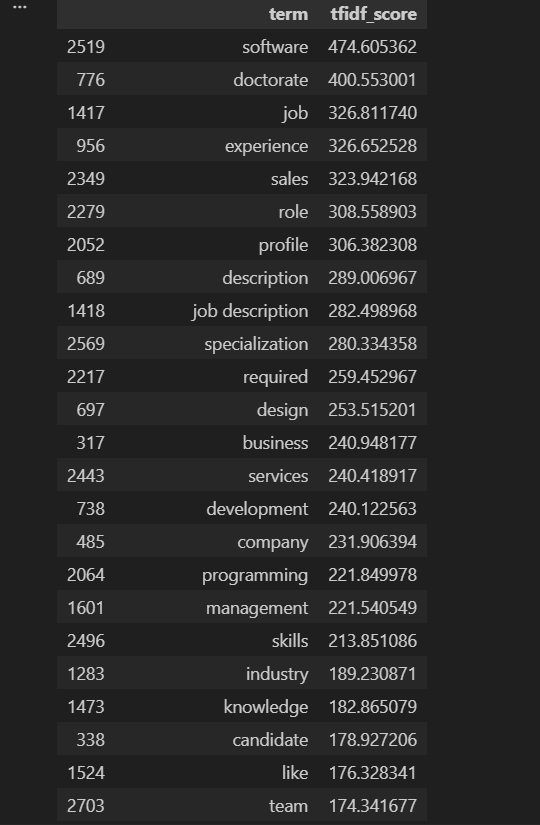 ...
term tfidf_score
2519 software 474.605362
776 doctorate 400.553001
1417 job 326.811740
956 experience 326.652528
2349 sales 323.942168
2279 role 308.558903
2052 profile 306.382308
689 description 289.006967
1418 job description 282.498968
2569 specialization 280.334358
2217 required 259.452967
697 design 253.515201
317 business 240.948177
2443 services 240.418917
738 development 240.122563
485 company 231.906394
2064 programming 221.849978
1601 management 221.540549
2496 skills 213.851086
1283 industry 189.230871
1473 knowledge 182.865079
338 candidate 178.927206
1524 like 176.328341
2703 team 174.341677